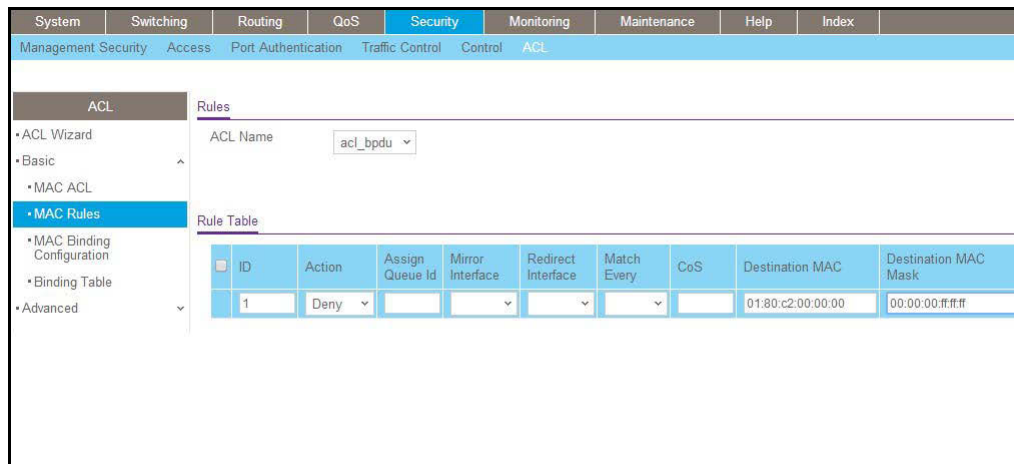 System Switching Routing QoS Security Monitoring Maintenance Help Index
Management Security Access Port Authentication Traffic Control Control ACL
ACL
ACL Wizard
Basic
MAC ACL
MAC Rules
MAC Binding
Configuration
Binding Table
Advanced
Rules
ACL Name acl_bpdu
Rule Table
ID Action Assign Queue Id Mirror Interface Redirect Interface Match Every CoS Destination MAC Destination MAC Mask
1 Deny 01:80:c2:00:00:00 00:00:00:ff:ff:ff